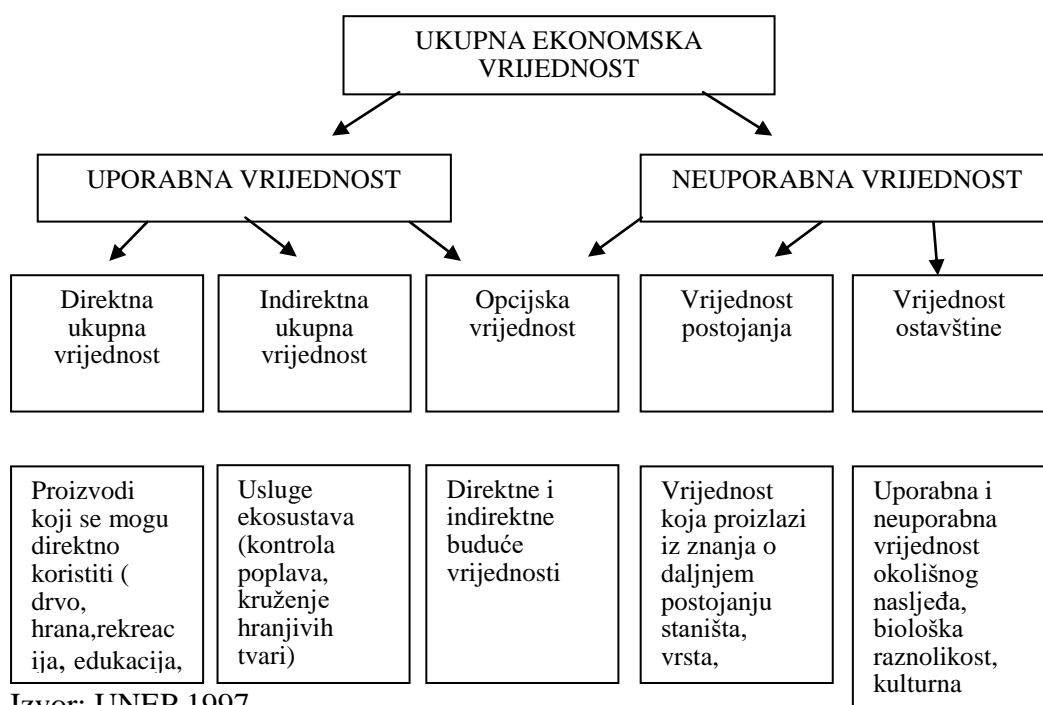 UKUPNA EKONOMSKA
VRIJEDNOST
UPORABNA VRIJEDNOST
NEUPORABNA VRIJEDNOST
Direktna
ukupna
vrijednost
Indirektna
ukupna
vrijednost
Opcijska
vrijednost
Vrijednost
postojanja
Vrijednost
ostavštine
Proizvodi
koji se mogu
direktno
koristiti (
drvo,
hrana,rekreac
ija, edukacija,
Usluge
ekosustava
(kontrola
poplava,
kruženje
hranjivih
tvari)
Direktne i
indirektne
buduće
vrijednosti
Vrijednost
koja proizlazi
iz znanja o
daljnjem
postojanju
staništa,
vrsta,
Uporabna i
neuporabna
vrijednost
okolišnog
nasljeđa,
biološka
raznolikost,
kulturna
Izvor: UNEP 1997